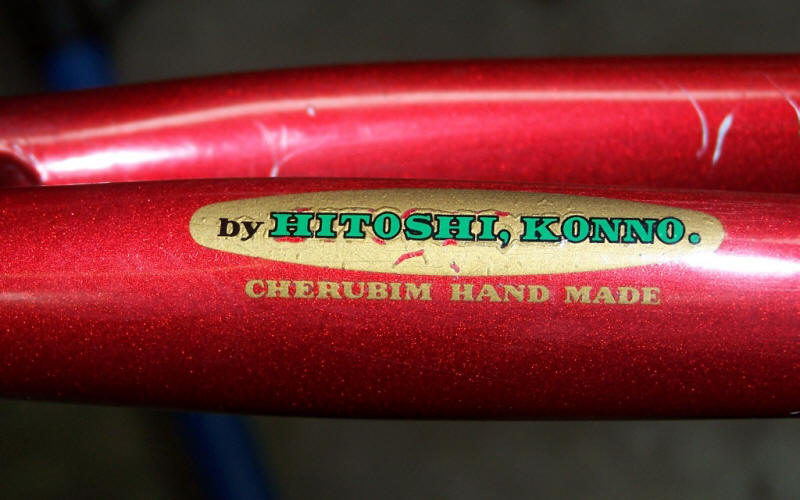 by HITOSHI, KONNO.
CHERUBIM HAND MADE